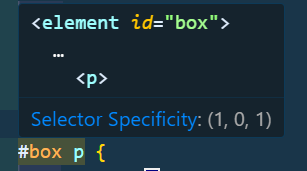 <element id="box">
…
<p>
Selector Specificity: (1, 0, 1)
#box p {